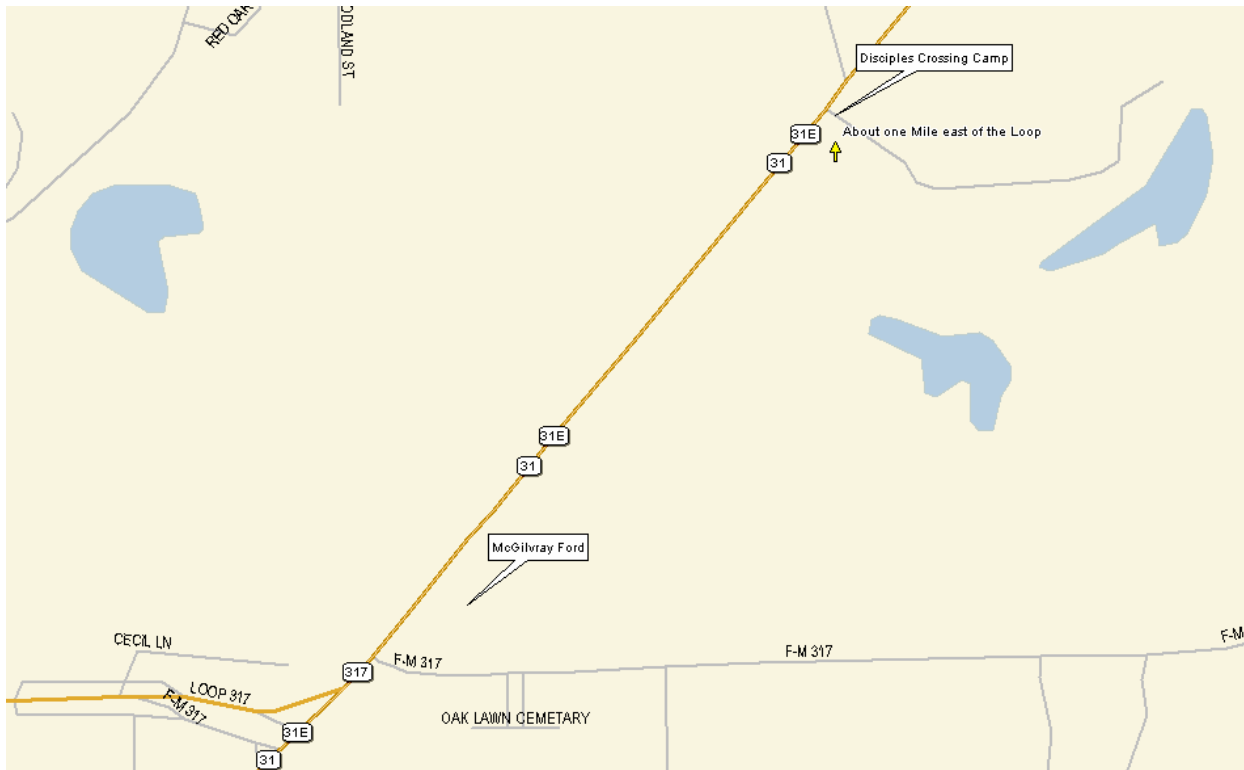 RED OAK
ODLAND ST
Disciples Crossing Camp
31E
About one Mile east of the Loop
31
31E
31
McGilvray Ford
F-M
CECIL LN
F-M 317
F-M 317
317
LOOP 317
F-M 317
OAK LAWN CEMETARY
31E
31